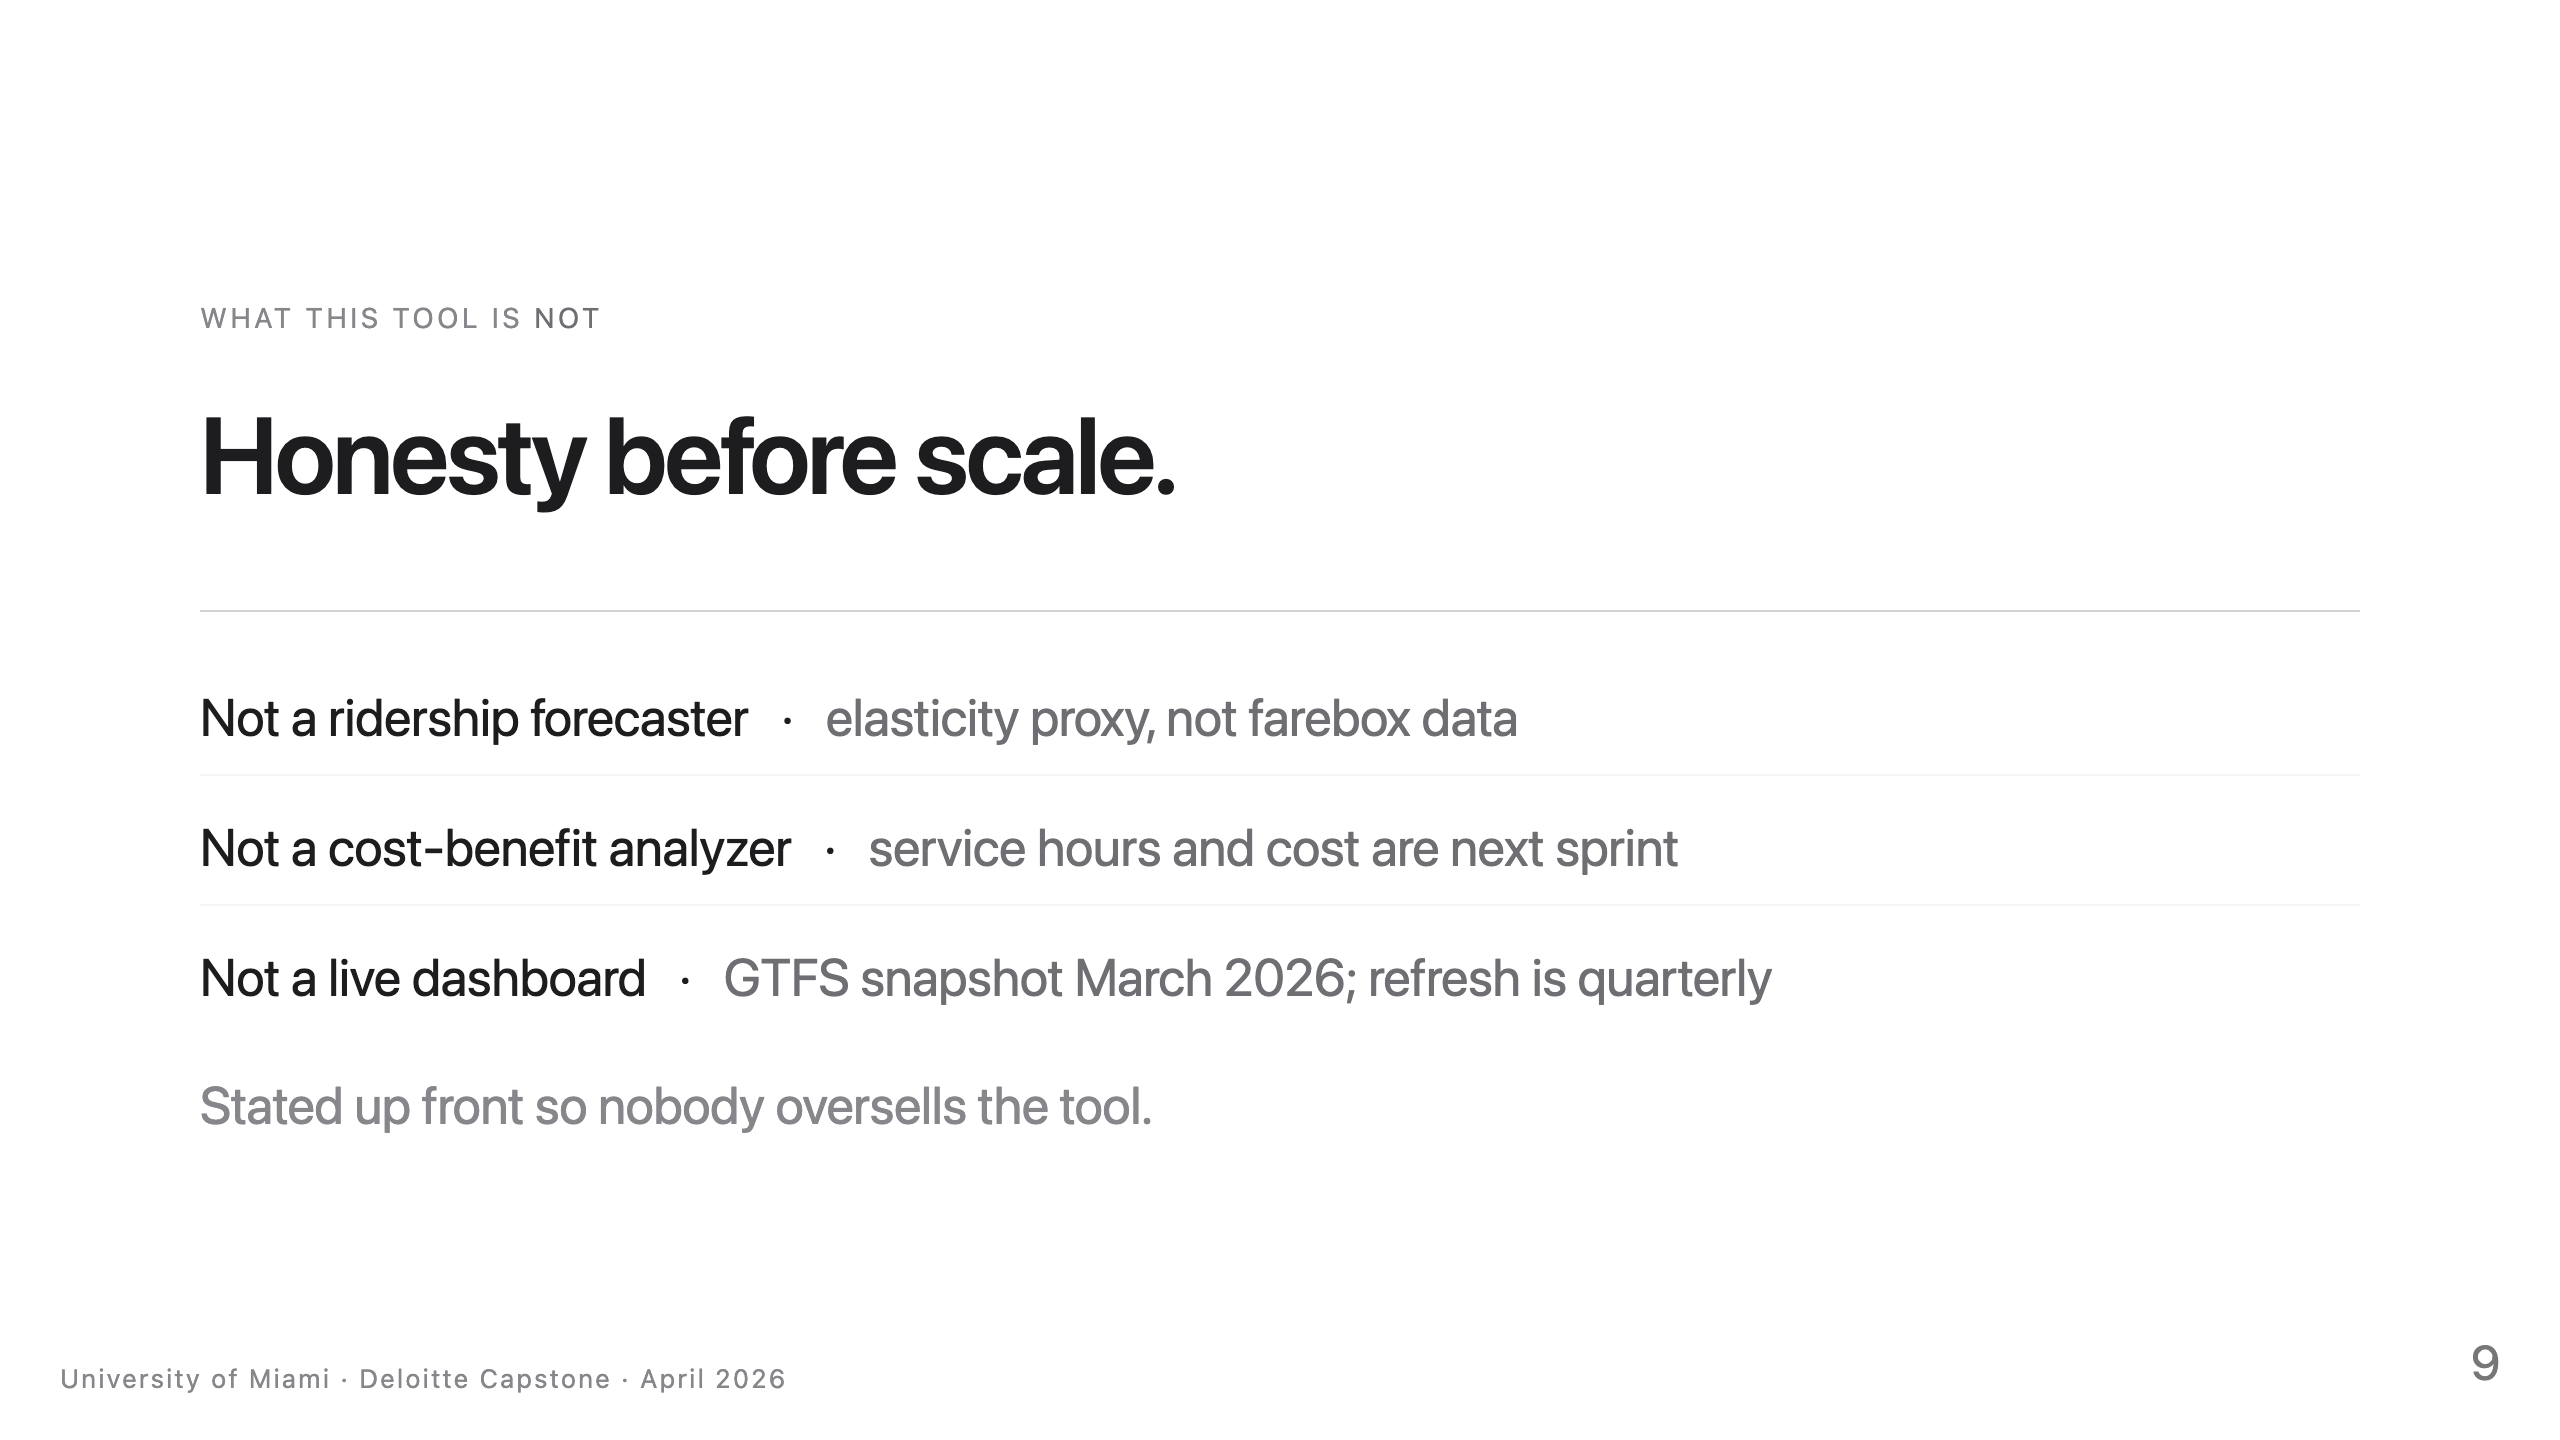 WHAT THIS TOOL IS NOT
Honesty before scale.
Not a ridership forecaster · elasticity proxy, not farebox data
Not a cost-benefit analyzer · service hours and cost are next sprint
Not a live dashboard · GTFS snapshot March 2026; refresh is quarterly
Stated up front so nobody oversells the tool.
University of Miami · Deloitte Capstone · April 2026
9